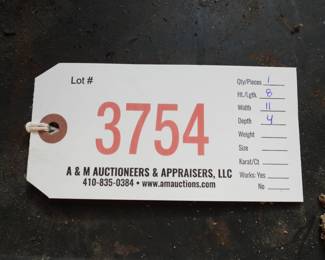 Lot #
3754
A & M AUCTIONEERS & APPRAISERS, LLC
410-835-0384 • www.amauctions.com
Qty/Pieces 1
Ht./Lgth. 8
Width 11
Depth 4
Weight
Size
Karat/Ct
Works: Yes
No